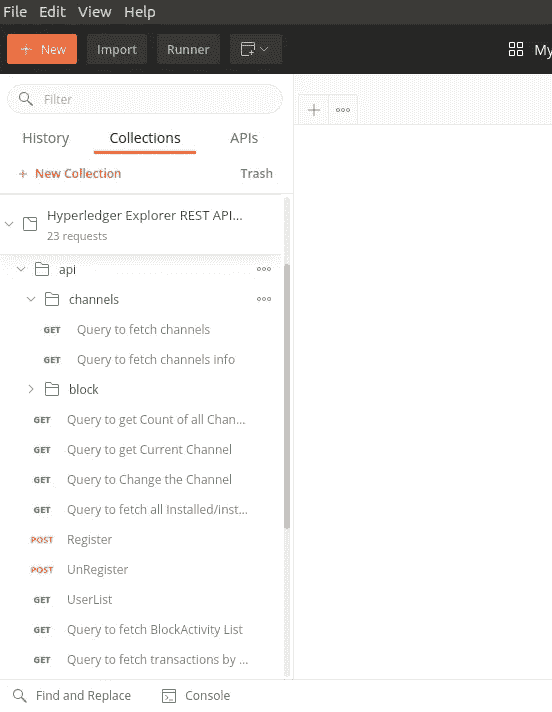 File Edit View Help
+ New Import Runner My
Filter
History Collections APIs
+ New Collection Trash
Hyperledger Explorer REST API...
23 requests
api
channels
GET Query to fetch channels
GET Query to fetch channels info
block
GET Query to get Count of all Chan...
GET Query to get Current Channel
GET Query to Change the Channel
GET Query to fetch all Installed/inst...
POST Register
POST UnRegister
GET UserList
GET Query to fetch BlockActivity List
GET Query to fetch transactions by ...
Find and Replace Console